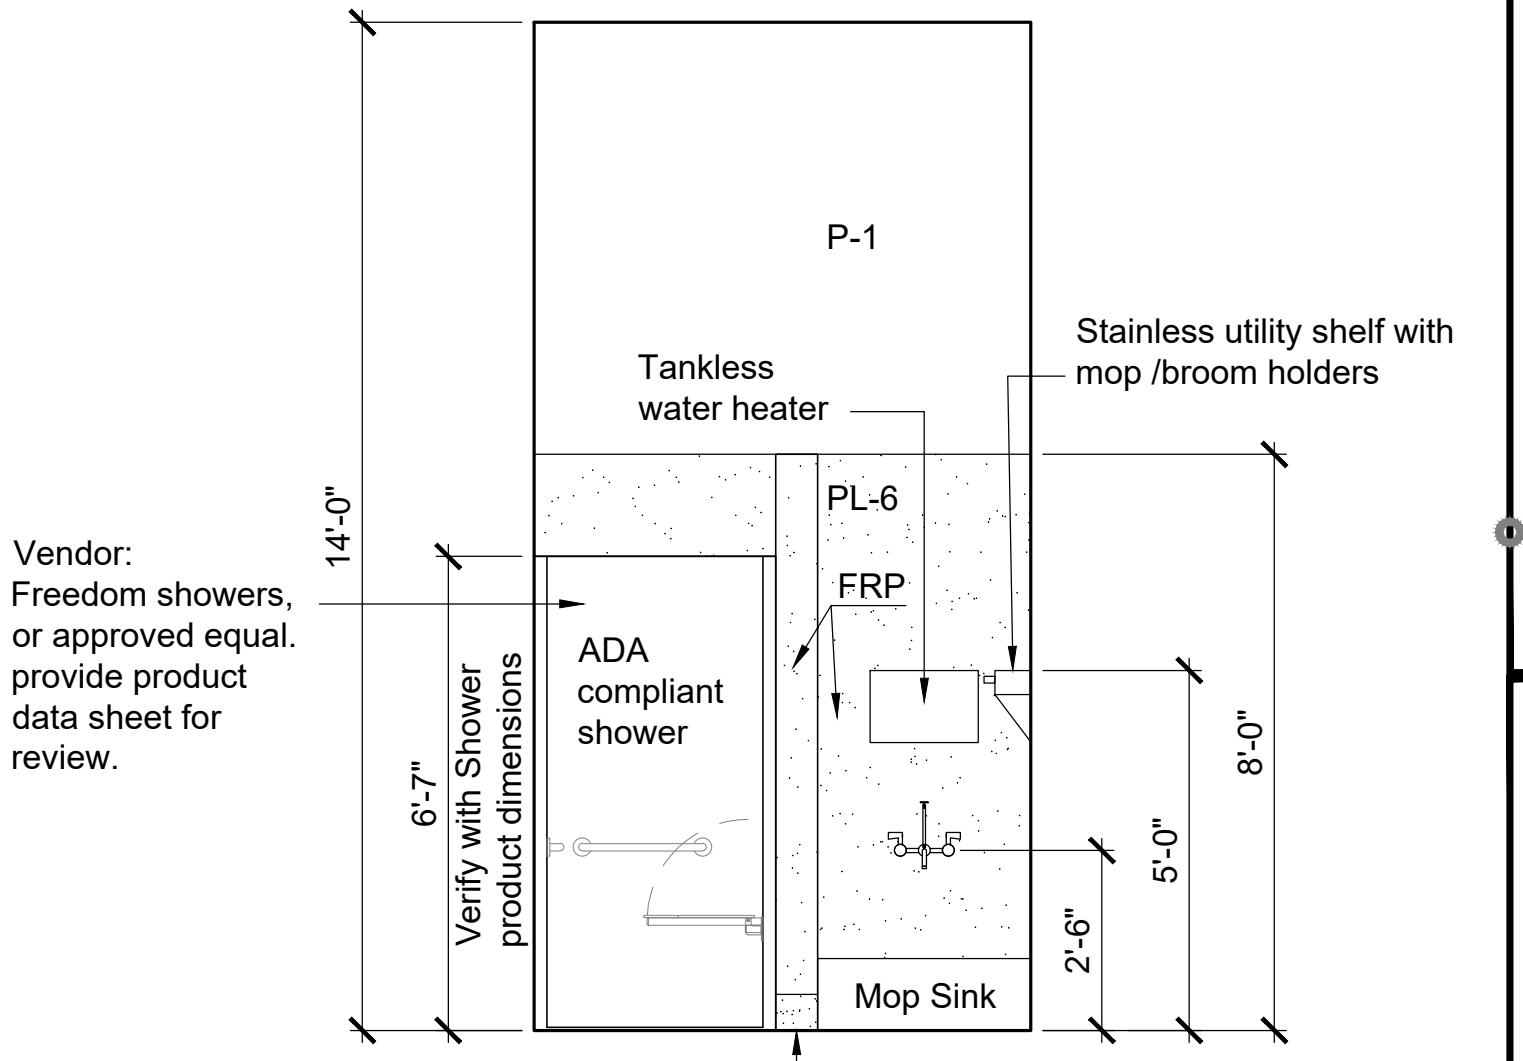 P-1
Stainless utility shelf with
mop /broom holders
Tankless
water heater
PL-6
14'-0"
Vendor:
Freedom showers,
or approved equal.
provide product
data sheet for
review.
FRP
ADA
compliant
shower
6'-7"
Verify with Shower
product dimensions
8'-0"
5'-0"
2'-6"
Mop Sink